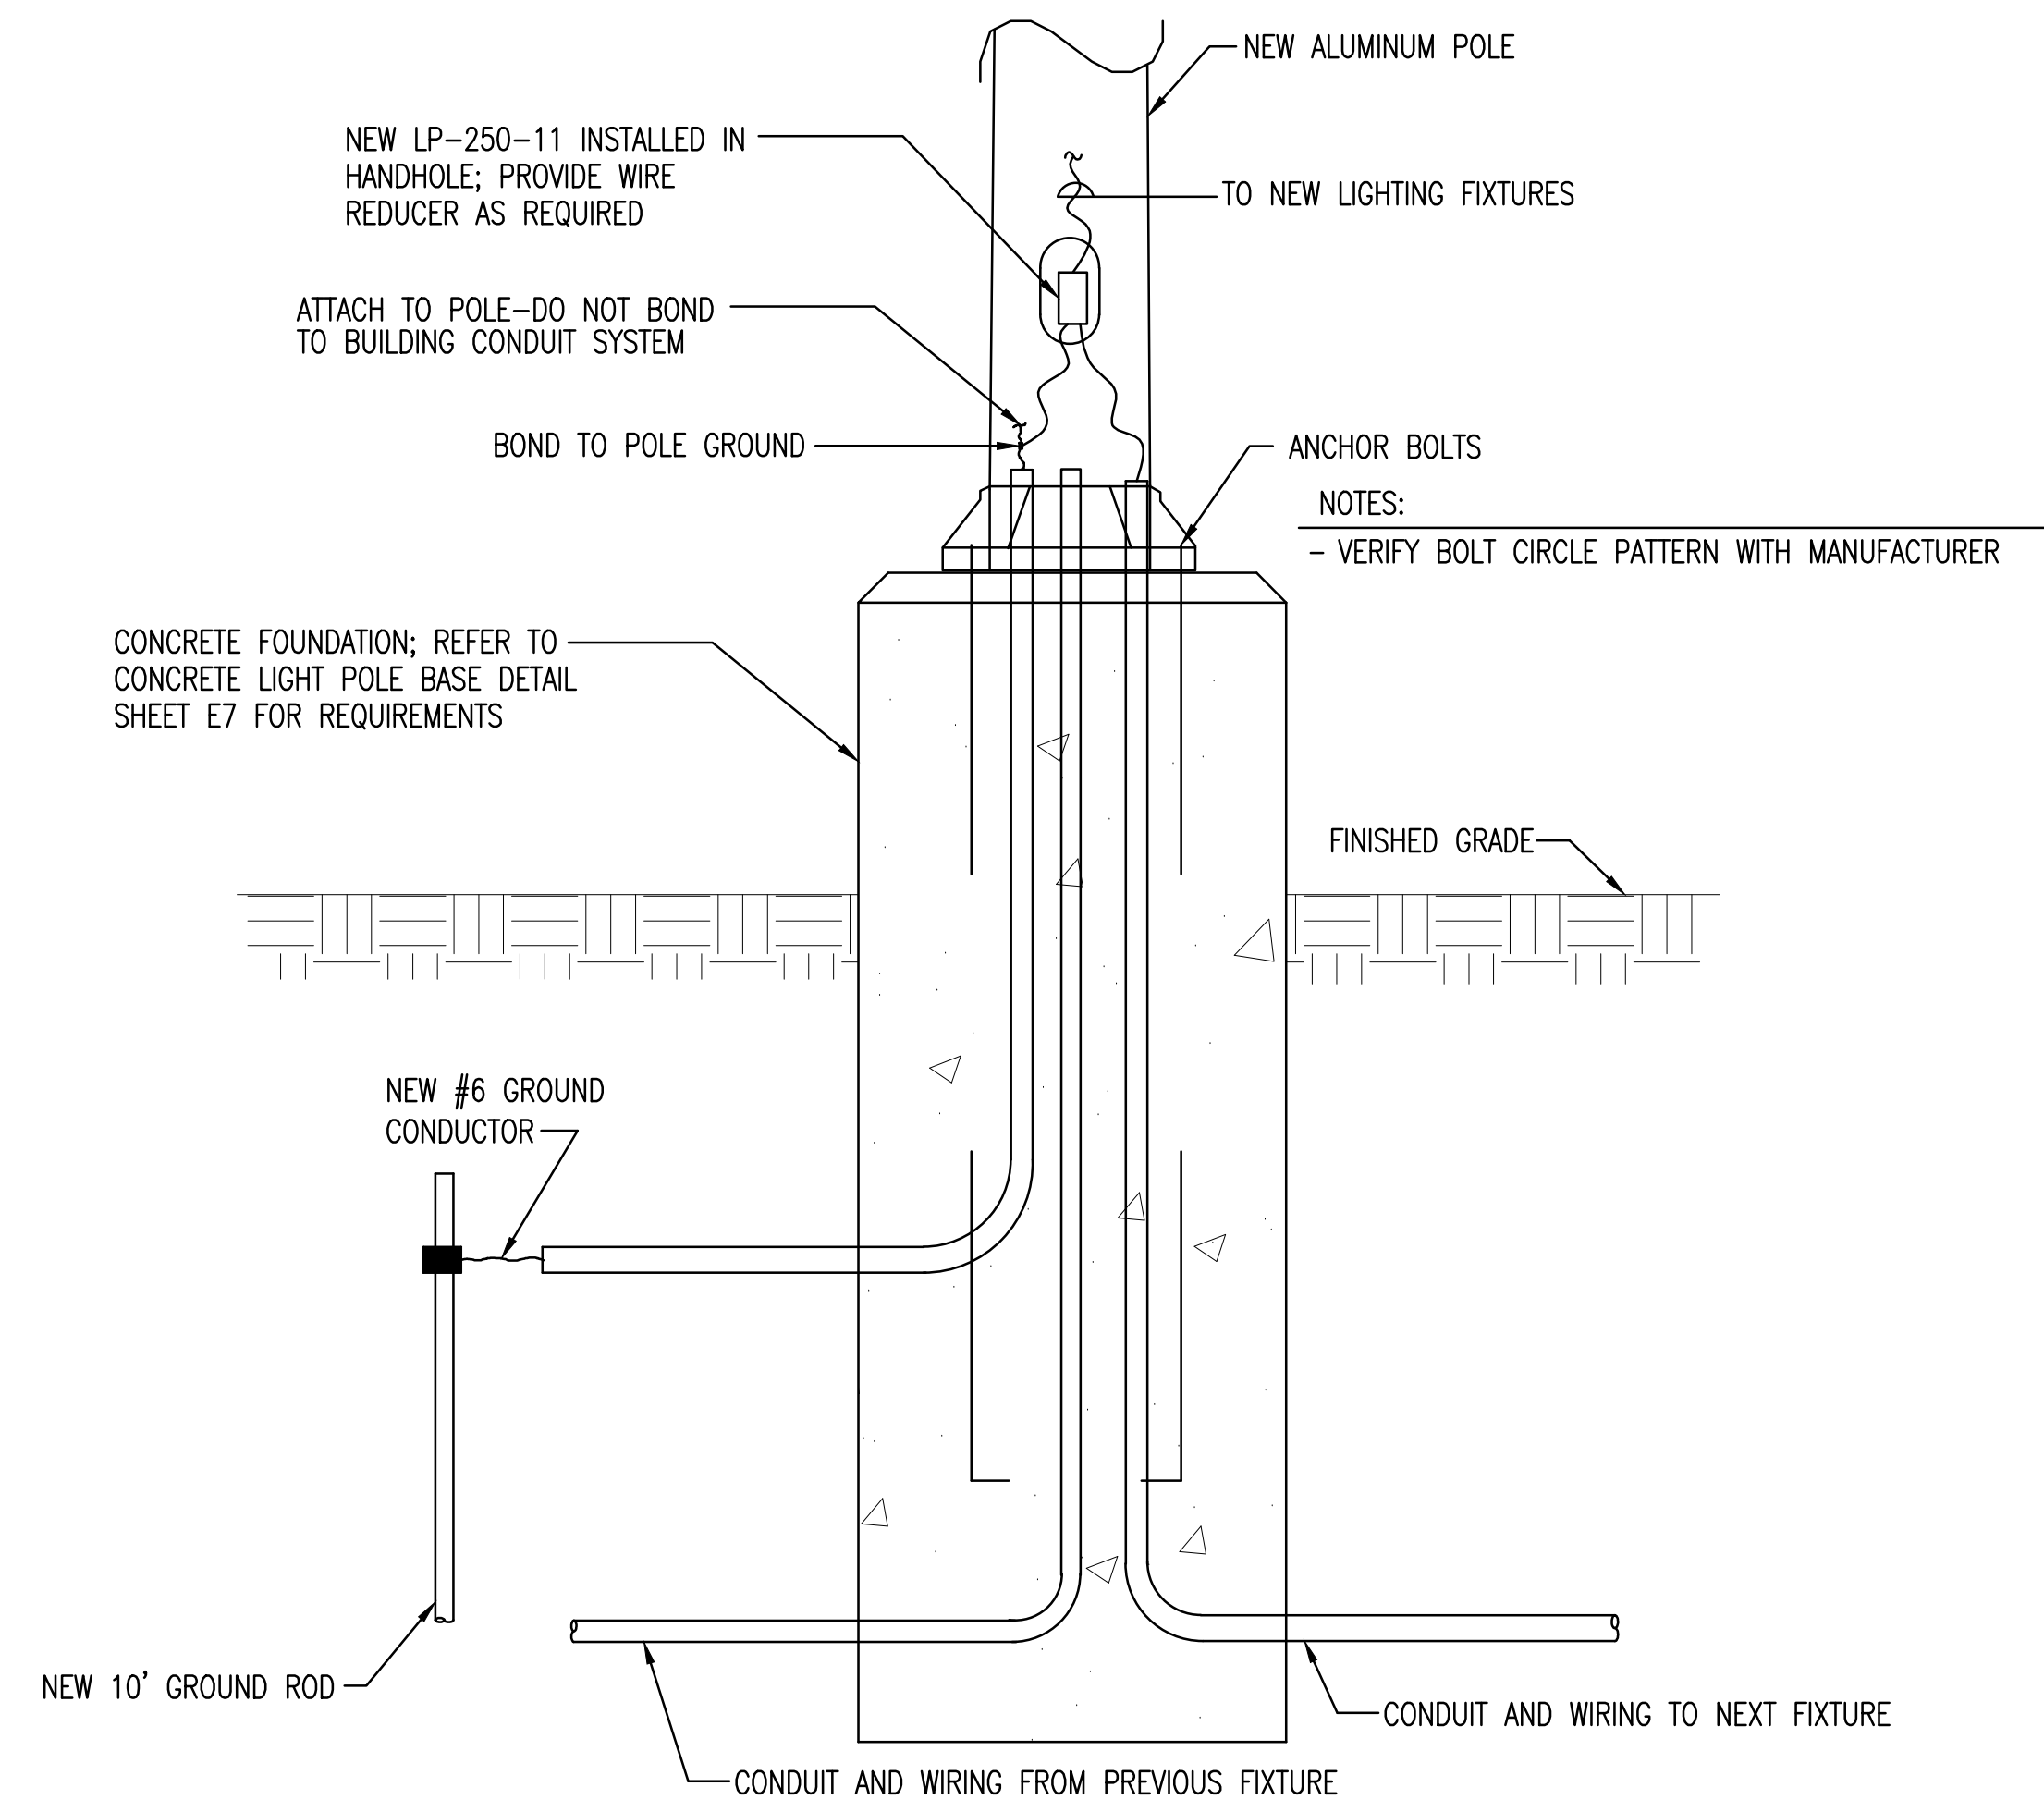 NEW ALUMINUM POLE
NEW LP-250-11 INSTALLED IN
HANDHOLE; PROVIDE WIRE
REDUCER AS REQUIRED
TO NEW LIGHTING FIXTURES
ATTACH TO POLE-DO NOT BOND
TO BUILDING CONDUIT SYSTEM
BOND TO POLE GROUND
ANCHOR BOLTS
NOTES:
- VERIFY BOLT CIRCLE PATTERN WITH MANUFACTURER
CONCRETE FOUNDATION; REFER TO
CONCRETE LIGHT POLE BASE DETAIL
SHEET E7 FOR REQUIREMENTS
FINISHED GRADE
NEW #6 GROUND
CONDUCTOR
NEW 10' GROUND ROD
CONDUIT AND WIRING TO NEXT FIXTURE
CONDUIT AND WIRING FROM PREVIOUS FIXTURE